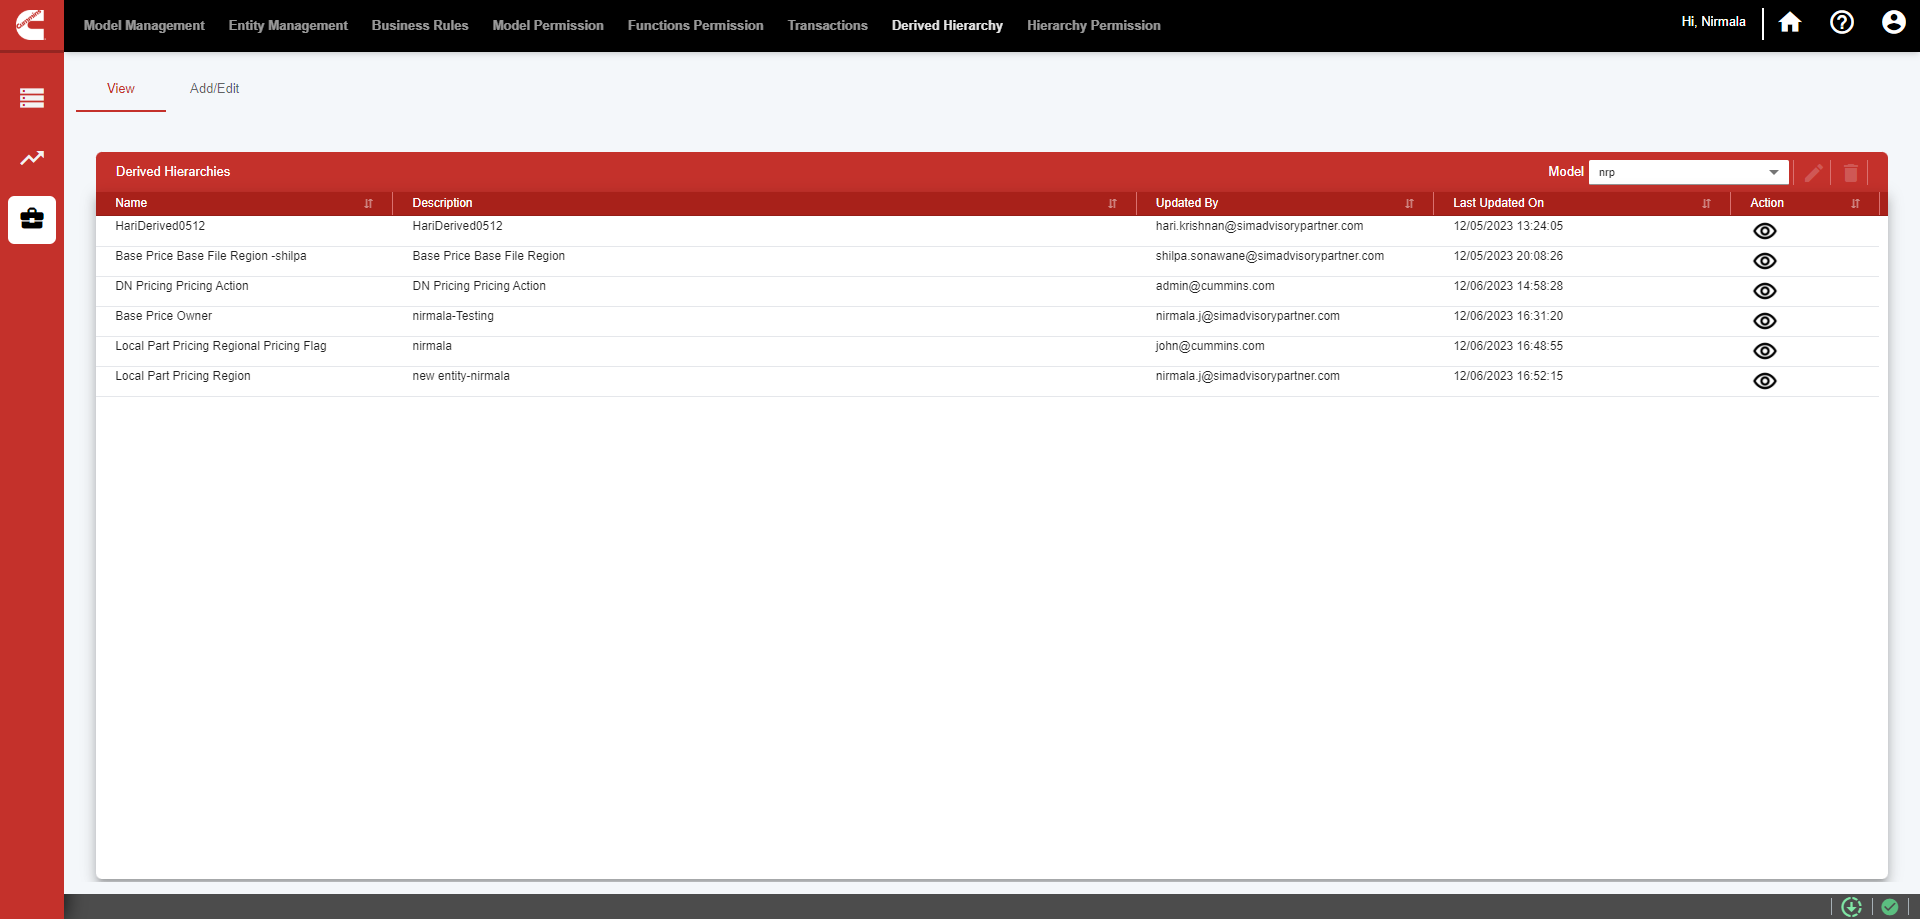 Cummins
Model Management Entity Management Business Rules Model Permission Functions Permission Transactions Derived Hierarchy Hierarchy Permission Hi, Nirmala
View Add/Edit
Derived Hierarchies Model nrp
Name Description Updated By Last Updated On Action
HariDerived0512 HariDerived0512 hari.krishnan@simadvisorypartner.com 12/05/2023 13:24:05
Base Price Base File Region -shilpa Base Price Base File Region shilpa.sonawane@simadvisorypartner.com 12/05/2023 20:08:26
DN Pricing Pricing Action DN Pricing Pricing Action admin@cummins.com 12/06/2023 14:58:28
Base Price Owner nirmala-Testing nirmala.j@simadvisorypartner.com 12/06/2023 16:31:20
Local Part Pricing Regional Pricing Flag nirmala john@cummins.com 12/06/2023 16:48:55
Local Part Pricing Region new entity-nirmala nirmala.j@simadvisorypartner.com 12/06/2023 16:52:15